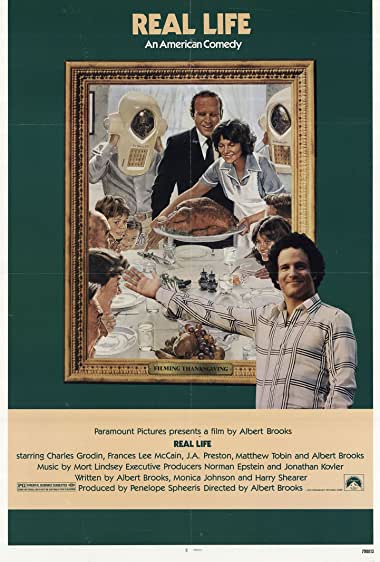 REAL LIFE
An American Comedy
FILMING THANKSGIVING
Paramount Pictures presents a film by Albert Brooks
REAL LIFE
starring Charles Grodin, Frances Lee McCain, J.A. Preston, Matthew Tobin and Albert Brooks
Music by Mort Lindsey Executive Producers Norman Epstein and Jonathan Kovler
Written by Albert Brooks, Monica Johnson and Harry Shearer
Produced by Penelope Spheeris Directed by Albert Brooks
PG